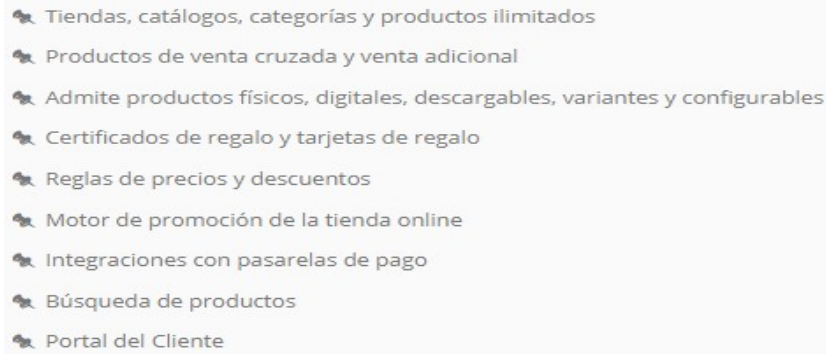 Tiendas, catálogos, categorías y productos ilimitados
Productos de venta cruzada y venta adicional
Admite productos físicos, digitales, descargables, variantes y configurables
Certificados de regalo y tarjetas de regalo
Reglas de precios y descuentos
Motor de promoción de la tienda online
Integraciones con pasarelas de pago
Búsqueda de productos
Portal del Cliente